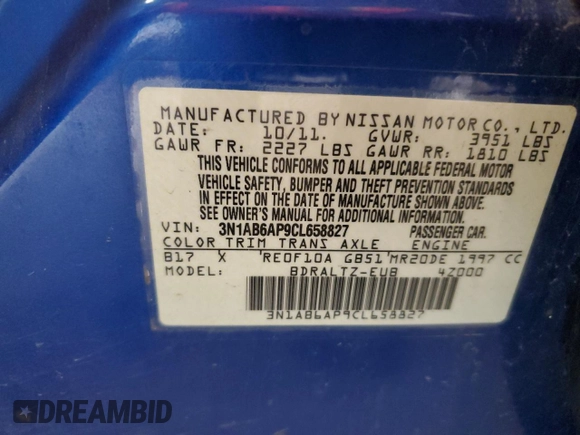 MANUFACTURED BY NISSAN MOTOR CO., LTD.
DATE: 10/11. GVWR: 3951 LBS
GAWR FR: 2227 LBS GAWR RR: 1810 LBS
THIS VEHICLE CONFORMS TO ALL APPLICABLE FEDERAL MOTOR
VEHICLE SAFETY, BUMPER AND THEFT PREVENTION STANDARDS
IN EFFECT ON THE DATE OF MANUFACTURE SHOWN ABOVE.
SEE OWNER'S MANUAL FOR ADDITIONAL INFORMATION.
VIN: 3N1AB6AP9CL658827 PASSENGER CAR.
COLOR TRIM TRANS AXLE ENGINE
B17 X 'RE0F10A GB51'MR20DE 1997 CC
MODEL: BDRALTZ-EUB 4Z000
3N1AB6AP9CL658827
DREAMBID